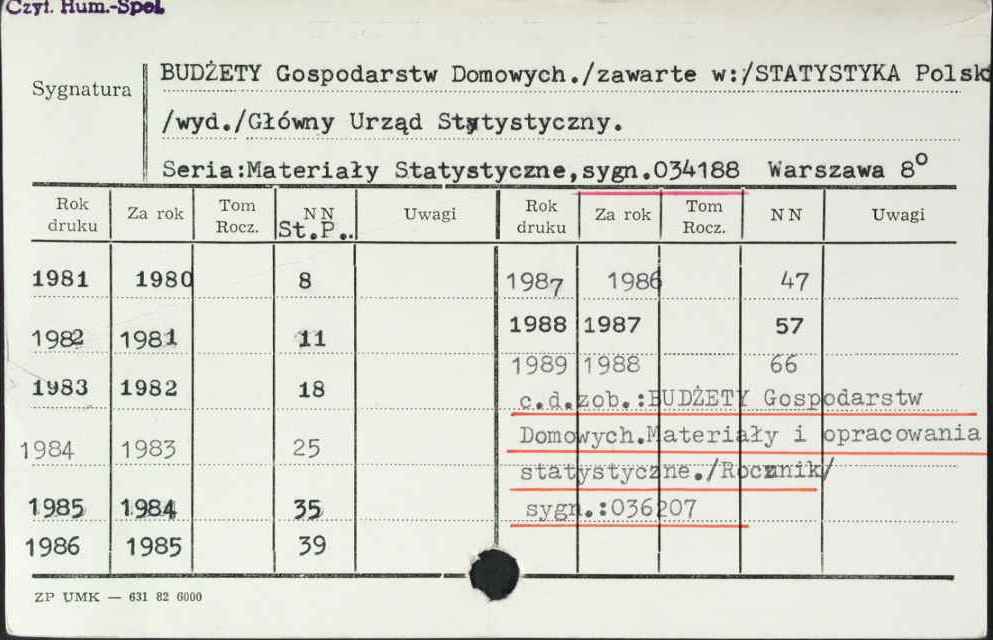 Czyt. Hum.-Społ.
Sygnatura
BUDŻETY Gospodarstw Domowych./zawarte w:/STATYSTYKA Polsk
/wyd./Główny Urząd Statystyczny.
Seria:Materiały Statystyczne,sygn.034188 Warszawa 8°
Rok druku Za rok Tom Rocz. NN St.P.. Uwagi Rok druku Za rok Tom Rocz. NN Uwagi
1981 1980 8 1987 1986 47
1982 1981 11 1988 1987 57
1989 1988 66
1983 1982 18 c.d.zob.:BUDŻETY Gospodarstw
1984 1983 25 Domowych.Materiały i opracowania
statystyczne./Rocznik/
1985 1984 35 sygn.:036207
1986 1985 39
ZP UMK — 631 82 6000